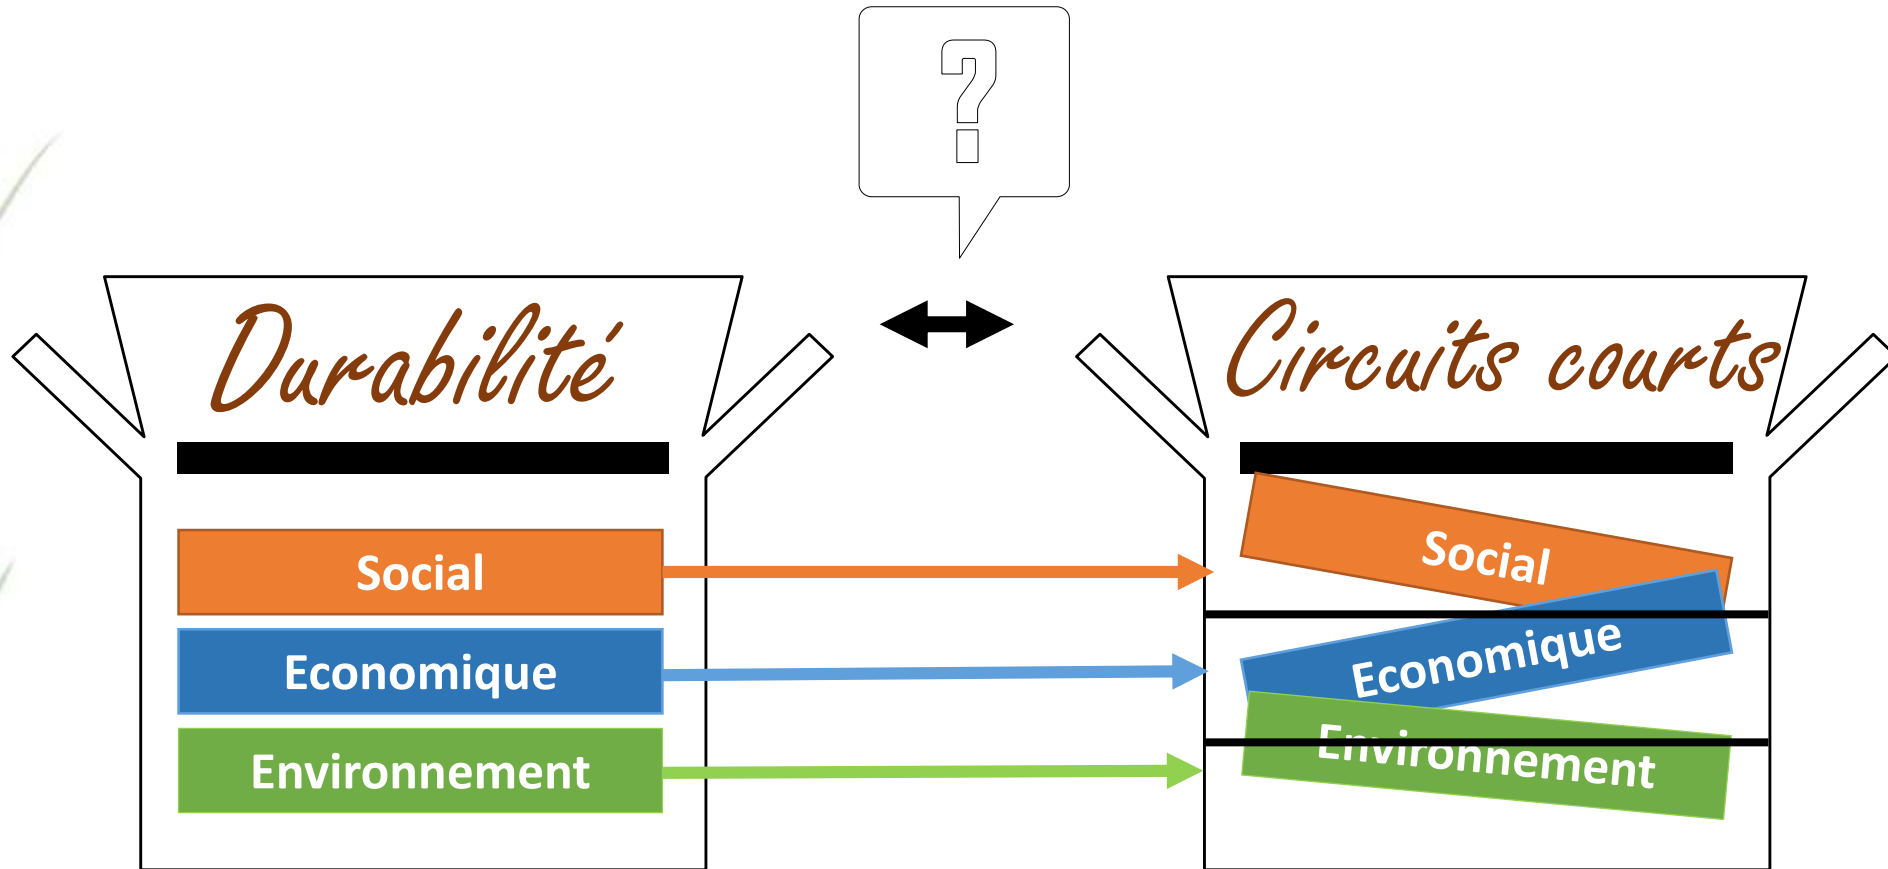 ?
Durabilité
Circuits courts
Social
Economique
Environnement
Social
Economique
Environnement